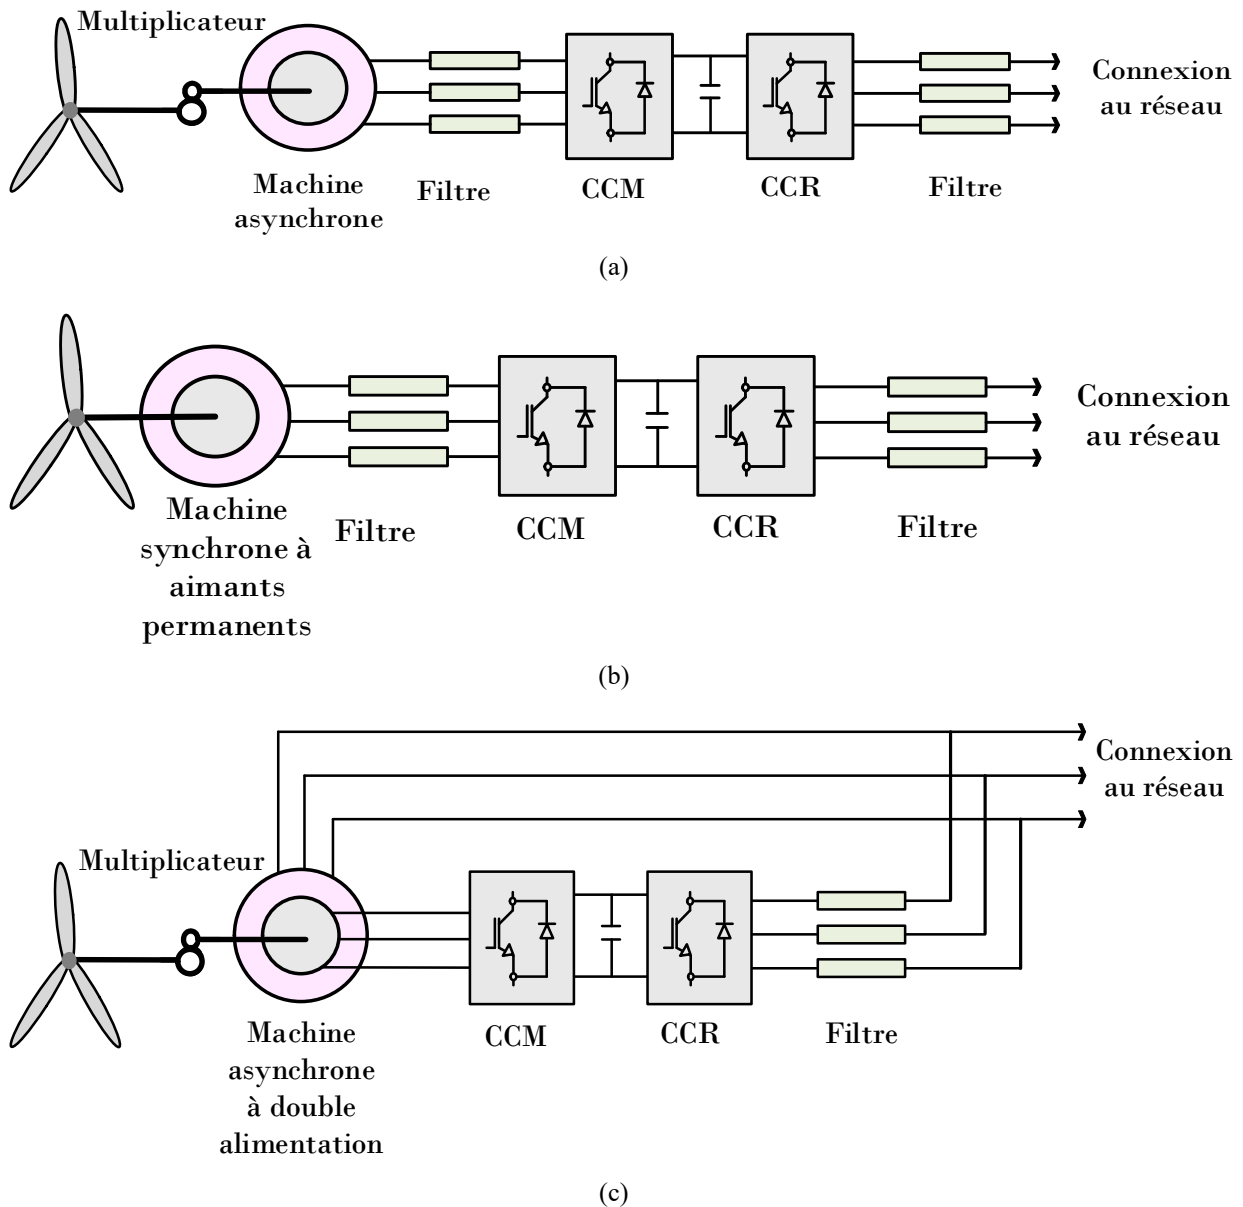 Multiplicateur
Connexion
au réseau
Machine
asynchrone
Filtre
CCM
CCR
Filtre
(a)
Connexion
au réseau
Machine
synchrone à
aimants
permanents
Filtre
CCM
CCR
Filtre
(b)
Connexion
au réseau
Multiplicateur
Machine
asynchrone
à double
alimentation
CCM
CCR
Filtre
(c)